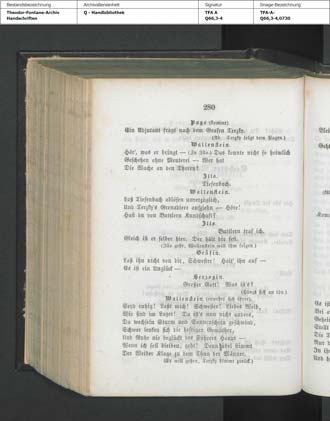 Bestandsbezeichnung
Archivalieneinheit
Signatur
Image-Bezeichnung
Theodor-Fontane-Archiv
Handschriften
Q - Handbibliothek
TFA A
Q66,3-4
TFA-A-
Q66,3-4,0730
280
Page (kommt)
Ein Adjutant fragt nach dem Grafen Terzky.
(Ab. Terzky folgt dem Pagen.)
Wallenstein.
Hör', was er bringt — (Zu Illo.) Das konnte nicht so heimlich
Geschehen ohne Meuterei — Wer hat
Die Wache an den Thoren?
Illo.
Tiefenbach.
Wallenstein.
Laß Tiefenbach ablösen unverzüglich,
Und Terzky's Grenadiere aufziehn — Höre!
Hast du von Buttlern Kundschaft?
Illo.
Buttlern traf ich.
Gleich ist er selber hier. Der hält dir fest.
(Illo geht. Wallenstein will ihm folgen.)
Gräfin.
Laß ihn nicht von dir, Schwester! Halt' ihn auf —
Es ist ein Unglück —
Herzogin.
Großer Gott! Was ist's?
(Hängt sich an ihn.)
Wallenstein (erwehrt sich ihrer).
Seyd ruhig! Laßt mich! Schwester! liebes Weib,
Wir sind im Lager! Da ist's nun nicht anders,
Da wechseln Sturm und Sonnenschein geschwind,
Schwer lenken sich die heftigen Gemüther,
Und Ruhe nie beglückt des Führers Haupt —
Wenn ich soll bleiben, geht! Denn übel stimmt
Der Weiber Klage zu dem Thun der Männer.
(Er will gehen, Terzky kommt zurück.)